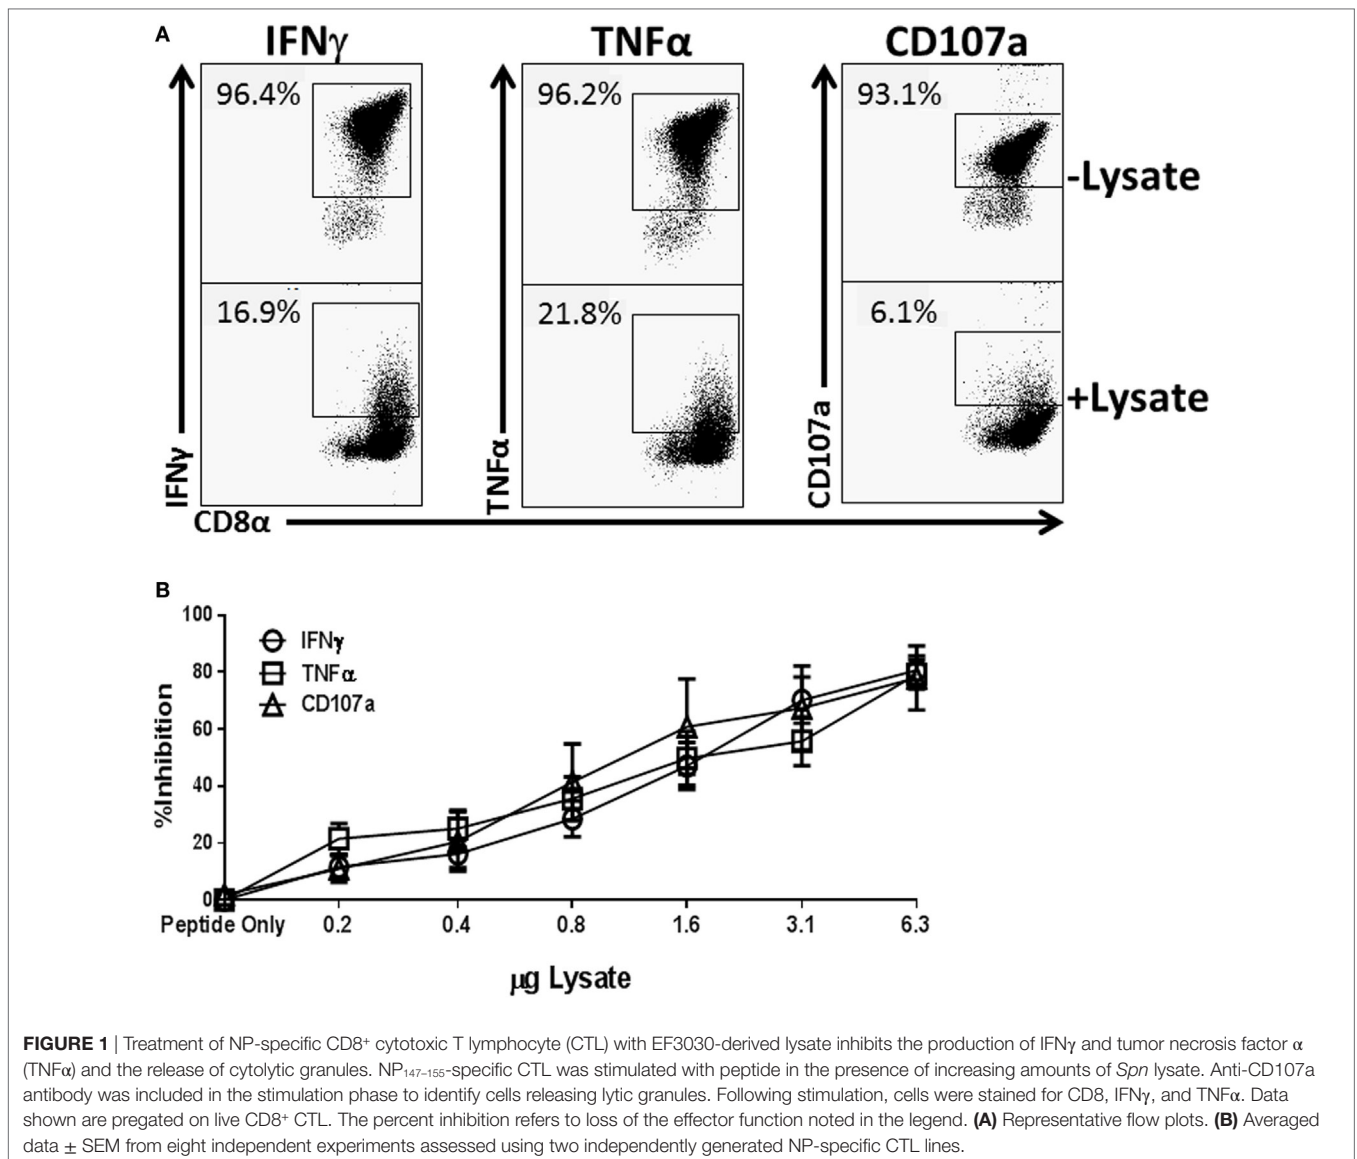 A
IFNγ
TNFα
CD107a
96.4%
96.2%
93.1%
-Lysate
16.9%
21.8%
6.1%
+Lysate
IFNγ
TNFα
CD107a
CD8α
B
100
80
60
40
20
0
%Inhibition
IFNγ
TNFα
CD107a
Peptide Only 0.2 0.4 0.8 1.6 3.1 6.3
µg Lysate
FIGURE 1 | Treatment of NP-specific CD8⁺ cytotoxic T lymphocyte (CTL) with EF3030-derived lysate inhibits the production of IFNγ and tumor necrosis factor α
(TNFα) and the release of cytolytic granules. NP₁₄₇₋₁₅₅-specific CTL was stimulated with peptide in the presence of increasing amounts of Spn lysate. Anti-CD107a
antibody was included in the stimulation phase to identify cells releasing lytic granules. Following stimulation, cells were stained for CD8, IFNγ, and TNFα. Data
shown are pregated on live CD8⁺ CTL. The percent inhibition refers to loss of the effector function noted in the legend. (A) Representative flow plots. (B) Averaged
data ± SEM from eight independent experiments assessed using two independently generated NP-specific CTL lines.